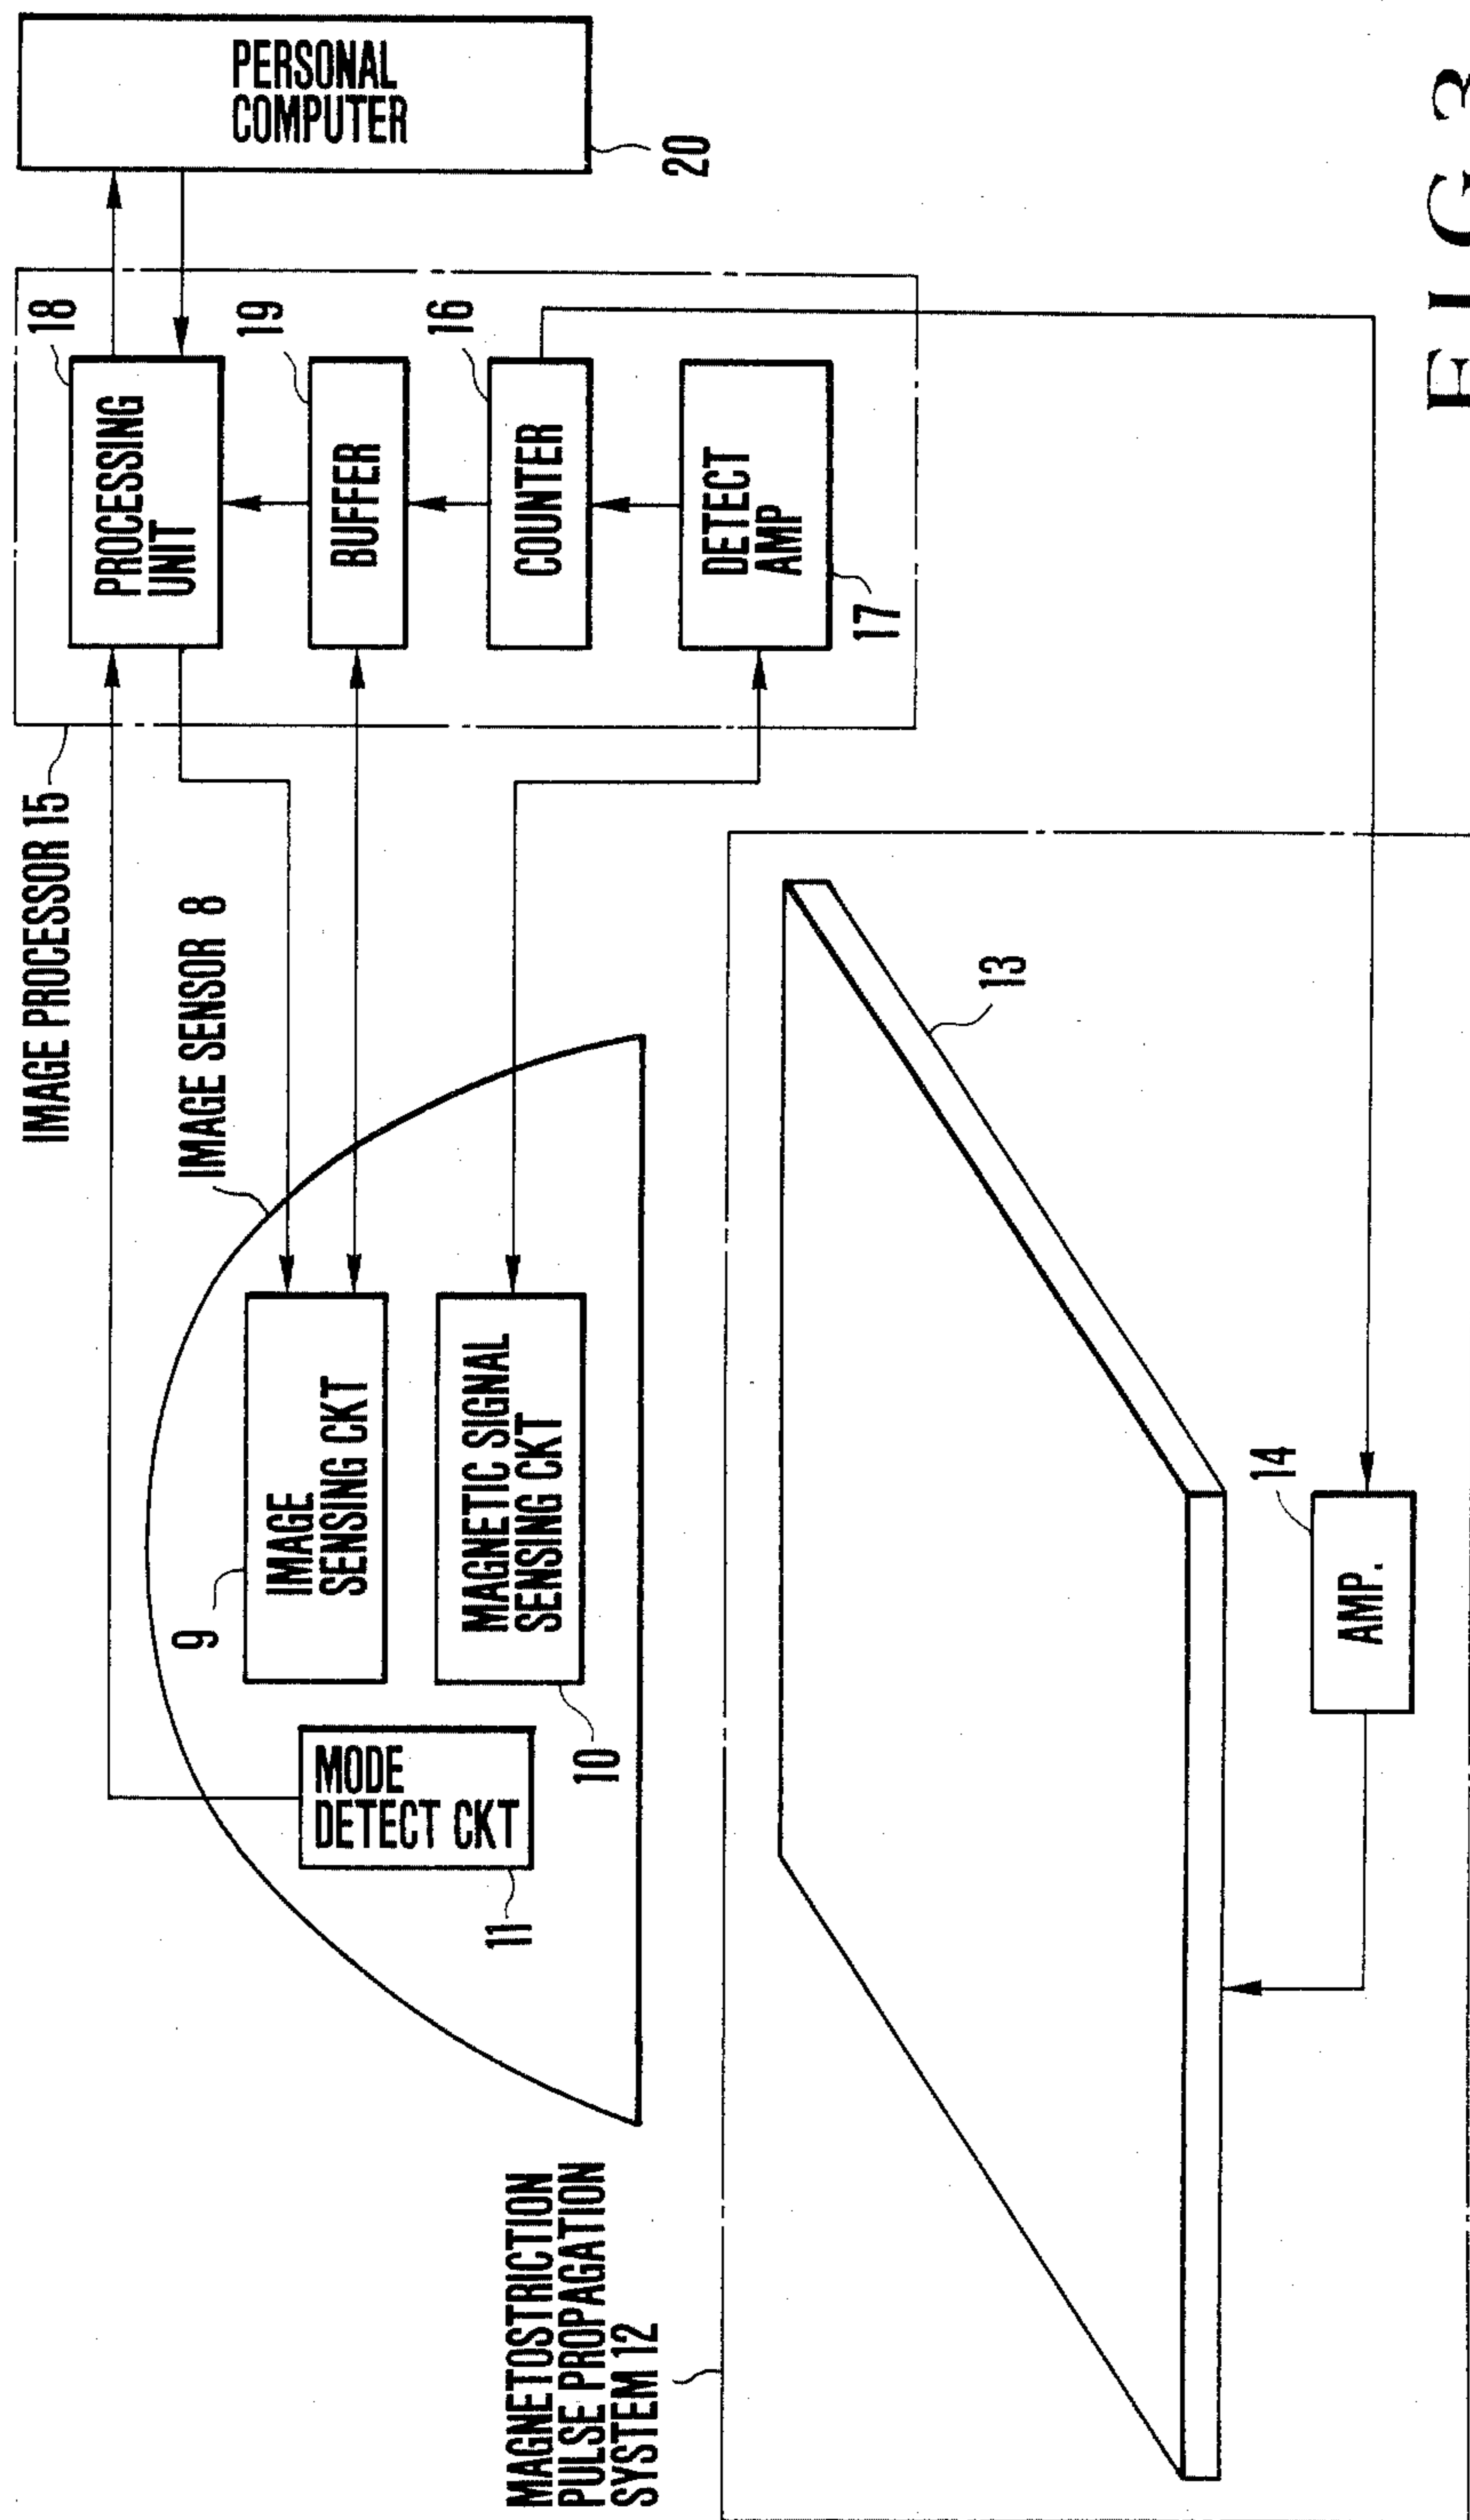 IMAGE PROCESSOR 15
18
PROCESSING
UNIT
19
BUFFER
16
COUNTER
DETECT
AMP
17
PERSONAL
COMPUTER
20
IMAGE SENSOR 8
9
IMAGE
SENSING CKT
MAGNETIC SIGNAL
SENSING CKT
10
MODE
DETECT CKT
11
MAGNETOSTRICTION
PULSE PROPAGATION
SYSTEM 12
13
14
AMP.
FIG 3